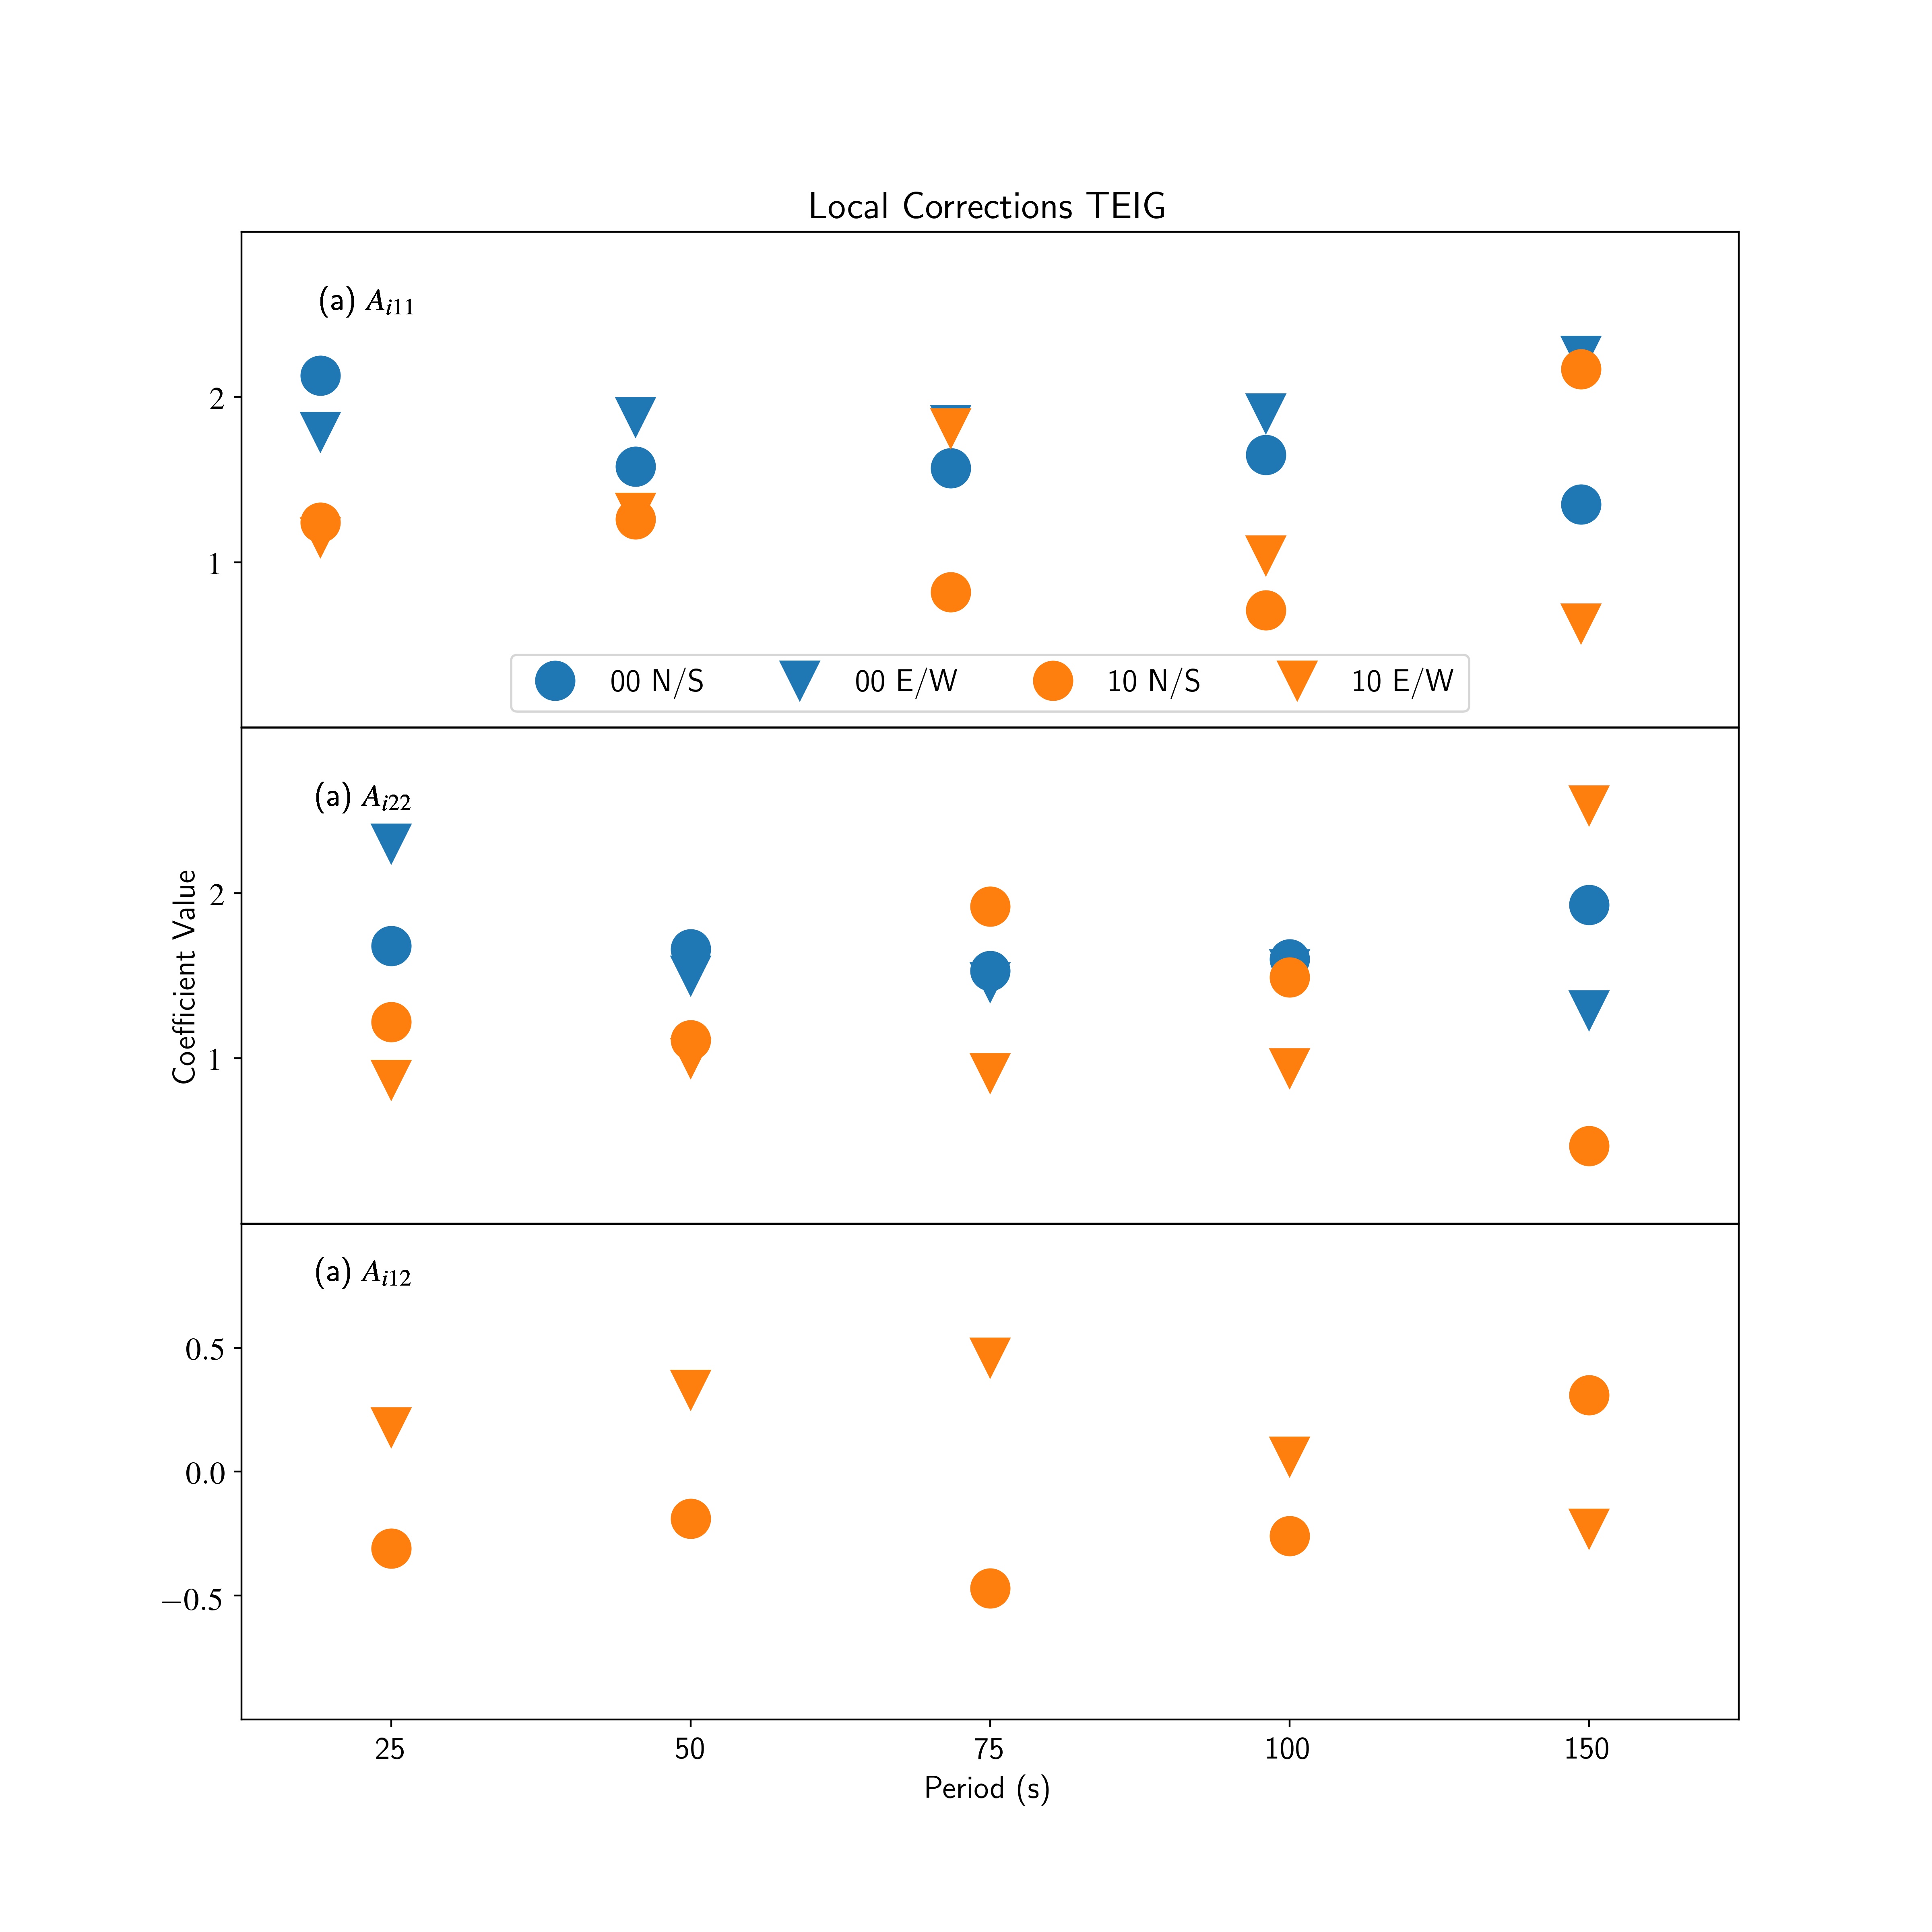 Local Corrections TEIG
(a) A_{i11}
2
1
00 N/S 00 E/W 10 N/S 10 E/W
(a) A_{i22}
2
1
Coefficient Value
(a) A_{i12}
0.5
0.0
−0.5
25 50 75 100 150
Period (s)